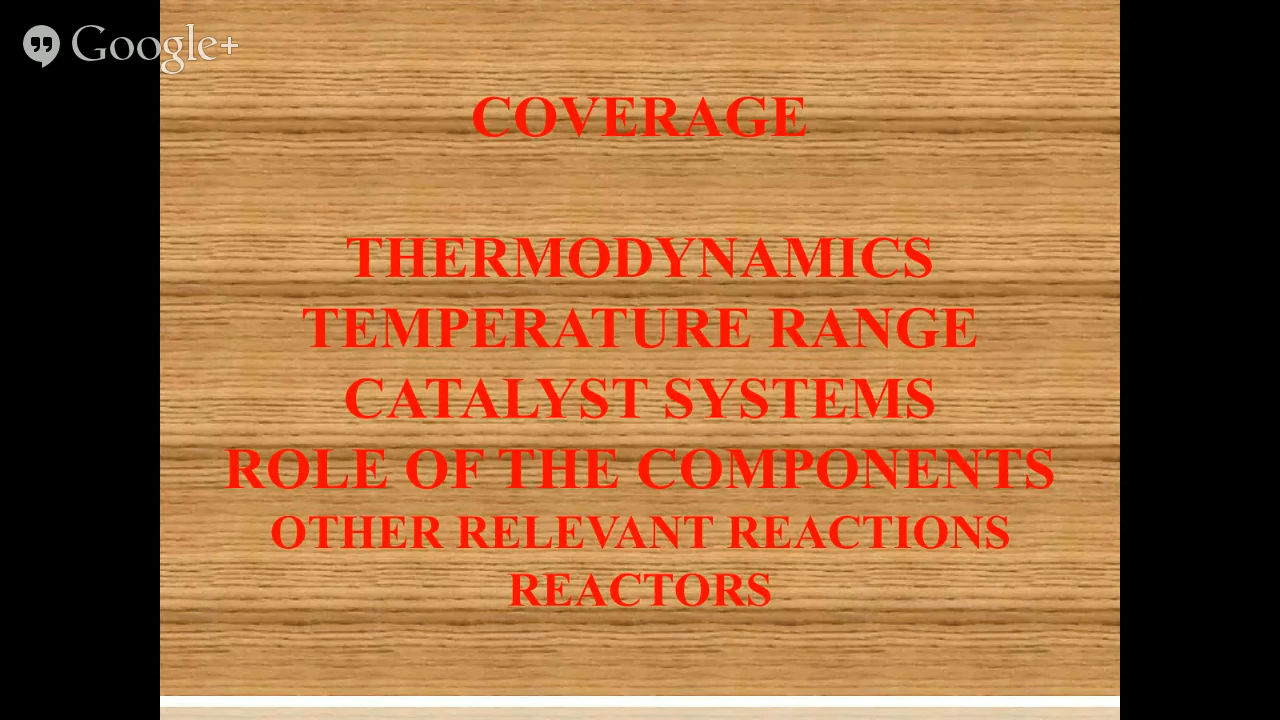 Google+
COVERAGE
THERMODYNAMICS
TEMPERATURE RANGE
CATALYST SYSTEMS
ROLE OF THE COMPONENTS
OTHER RELEVANT REACTIONS
REACTORS